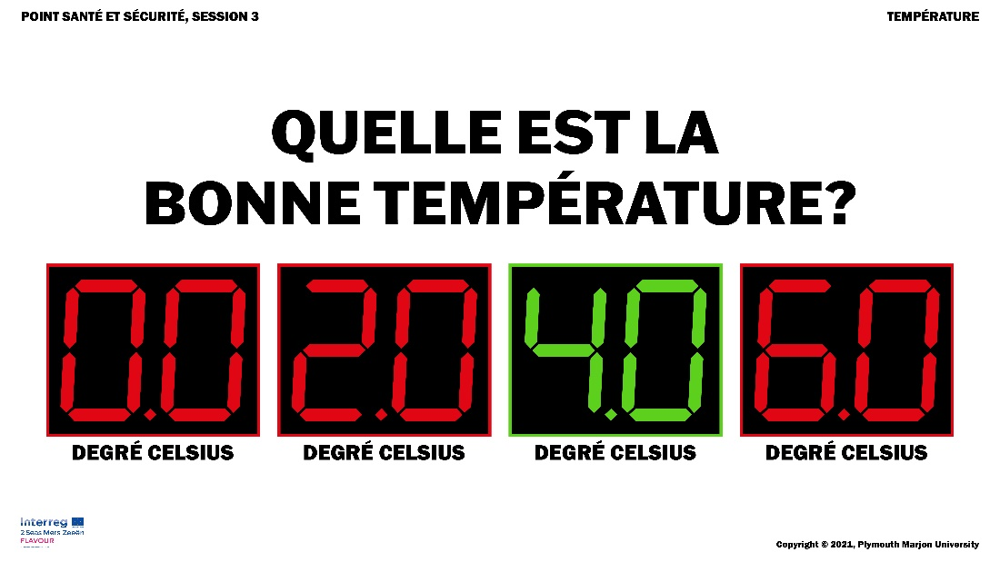 POINT SANTÉ ET SÉCURITÉ, SESSION 3
TEMPÉRATURE
QUELLE EST LA
BONNE TEMPÉRATURE?
0.0 2.0 4.0 6.0
DEGRÉ CELSIUS DEGRÉ CELSIUS DEGRÉ CELSIUS DEGRÉ CELSIUS
Interreg
2 Seas Mers Zeeën
FLAVOUR
Copyright © 2021, Plymouth Marjon University